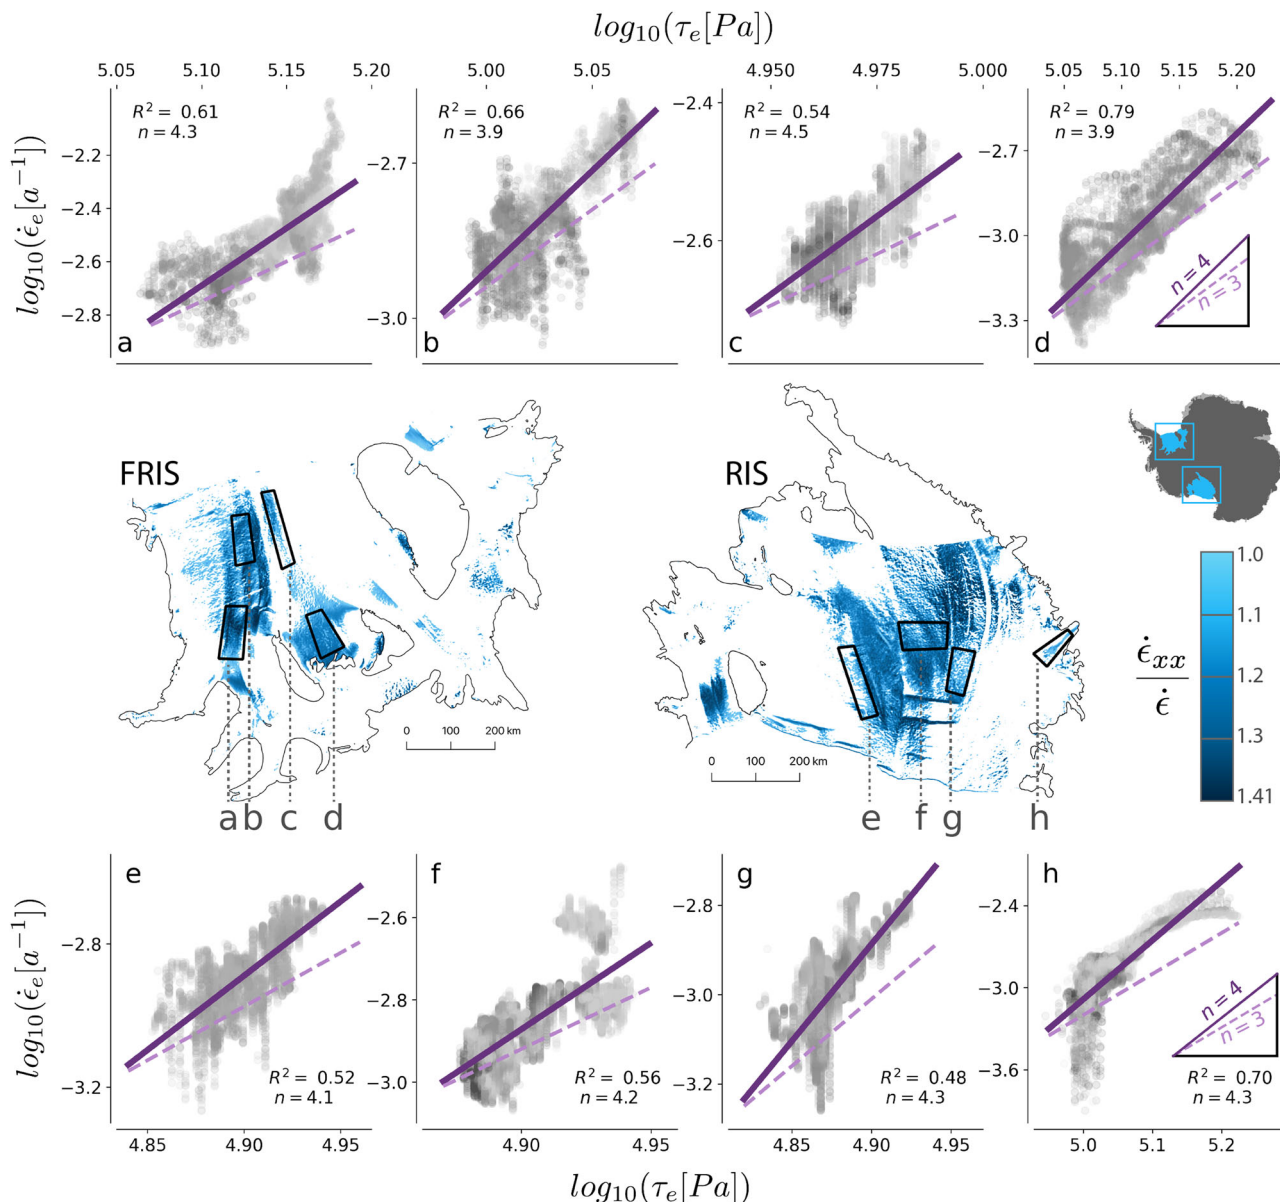 log₁₀(τₑ[Pa])
5.05 5.10 5.15 5.20
5.00 5.05
4.950 4.975 5.000
5.05 5.10 5.15 5.20
log₁₀(ε̇ₑ[a⁻¹])
−2.2
−2.4
−2.6
−2.8
R² = 0.61
n = 4.3
a
−2.7
−3.0
R² = 0.66
n = 3.9
b
−2.4
−2.6
R² = 0.54
n = 4.5
c
−2.7
−3.0
−3.3
R² = 0.79
n = 3.9
n = 4
n = 3
d
FRIS
0 100 200 km
a b c d
RIS
0 100 200 km
e f g h
1.0
1.1
1.2
1.3
1.41
ε̇ₓₓ
ε̇
log₁₀(ε̇ₑ[a⁻¹])
e
−2.8
−3.2
R² = 0.52
n = 4.1
4.85 4.90 4.95
f
−2.6
−2.8
−3.0
R² = 0.56
n = 4.2
4.90 4.95
g
−2.8
−3.0
−3.2
R² = 0.48
n = 4.3
4.85 4.90 4.95
h
−2.4
−3.0
−3.6
n = 4
n = 3
R² = 0.70
n = 4.3
5.0 5.1 5.2
log₁₀(τₑ[Pa])